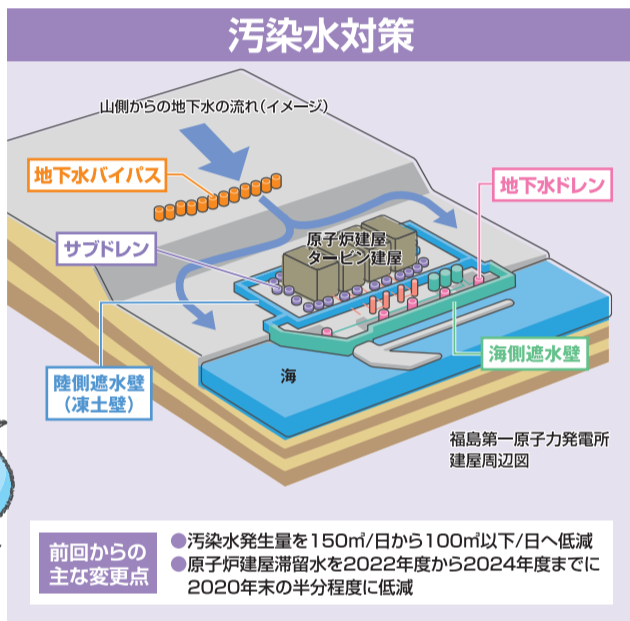 汚染水対策
山側からの地下水の流れ(イメージ)
地下水バイパス
地下水ドレン
サブドレン
原子炉建屋
タービン建屋
海側遮水壁
陸側遮水壁
(凍土壁)
海
福島第一原子力発電所
建屋周辺図
前回からの
主な変更点
●汚染水発生量を150㎥/日から100㎥以下/日へ低減
●原子炉建屋滞留水を2022年度から2024年度までに
2020年末の半分程度に低減